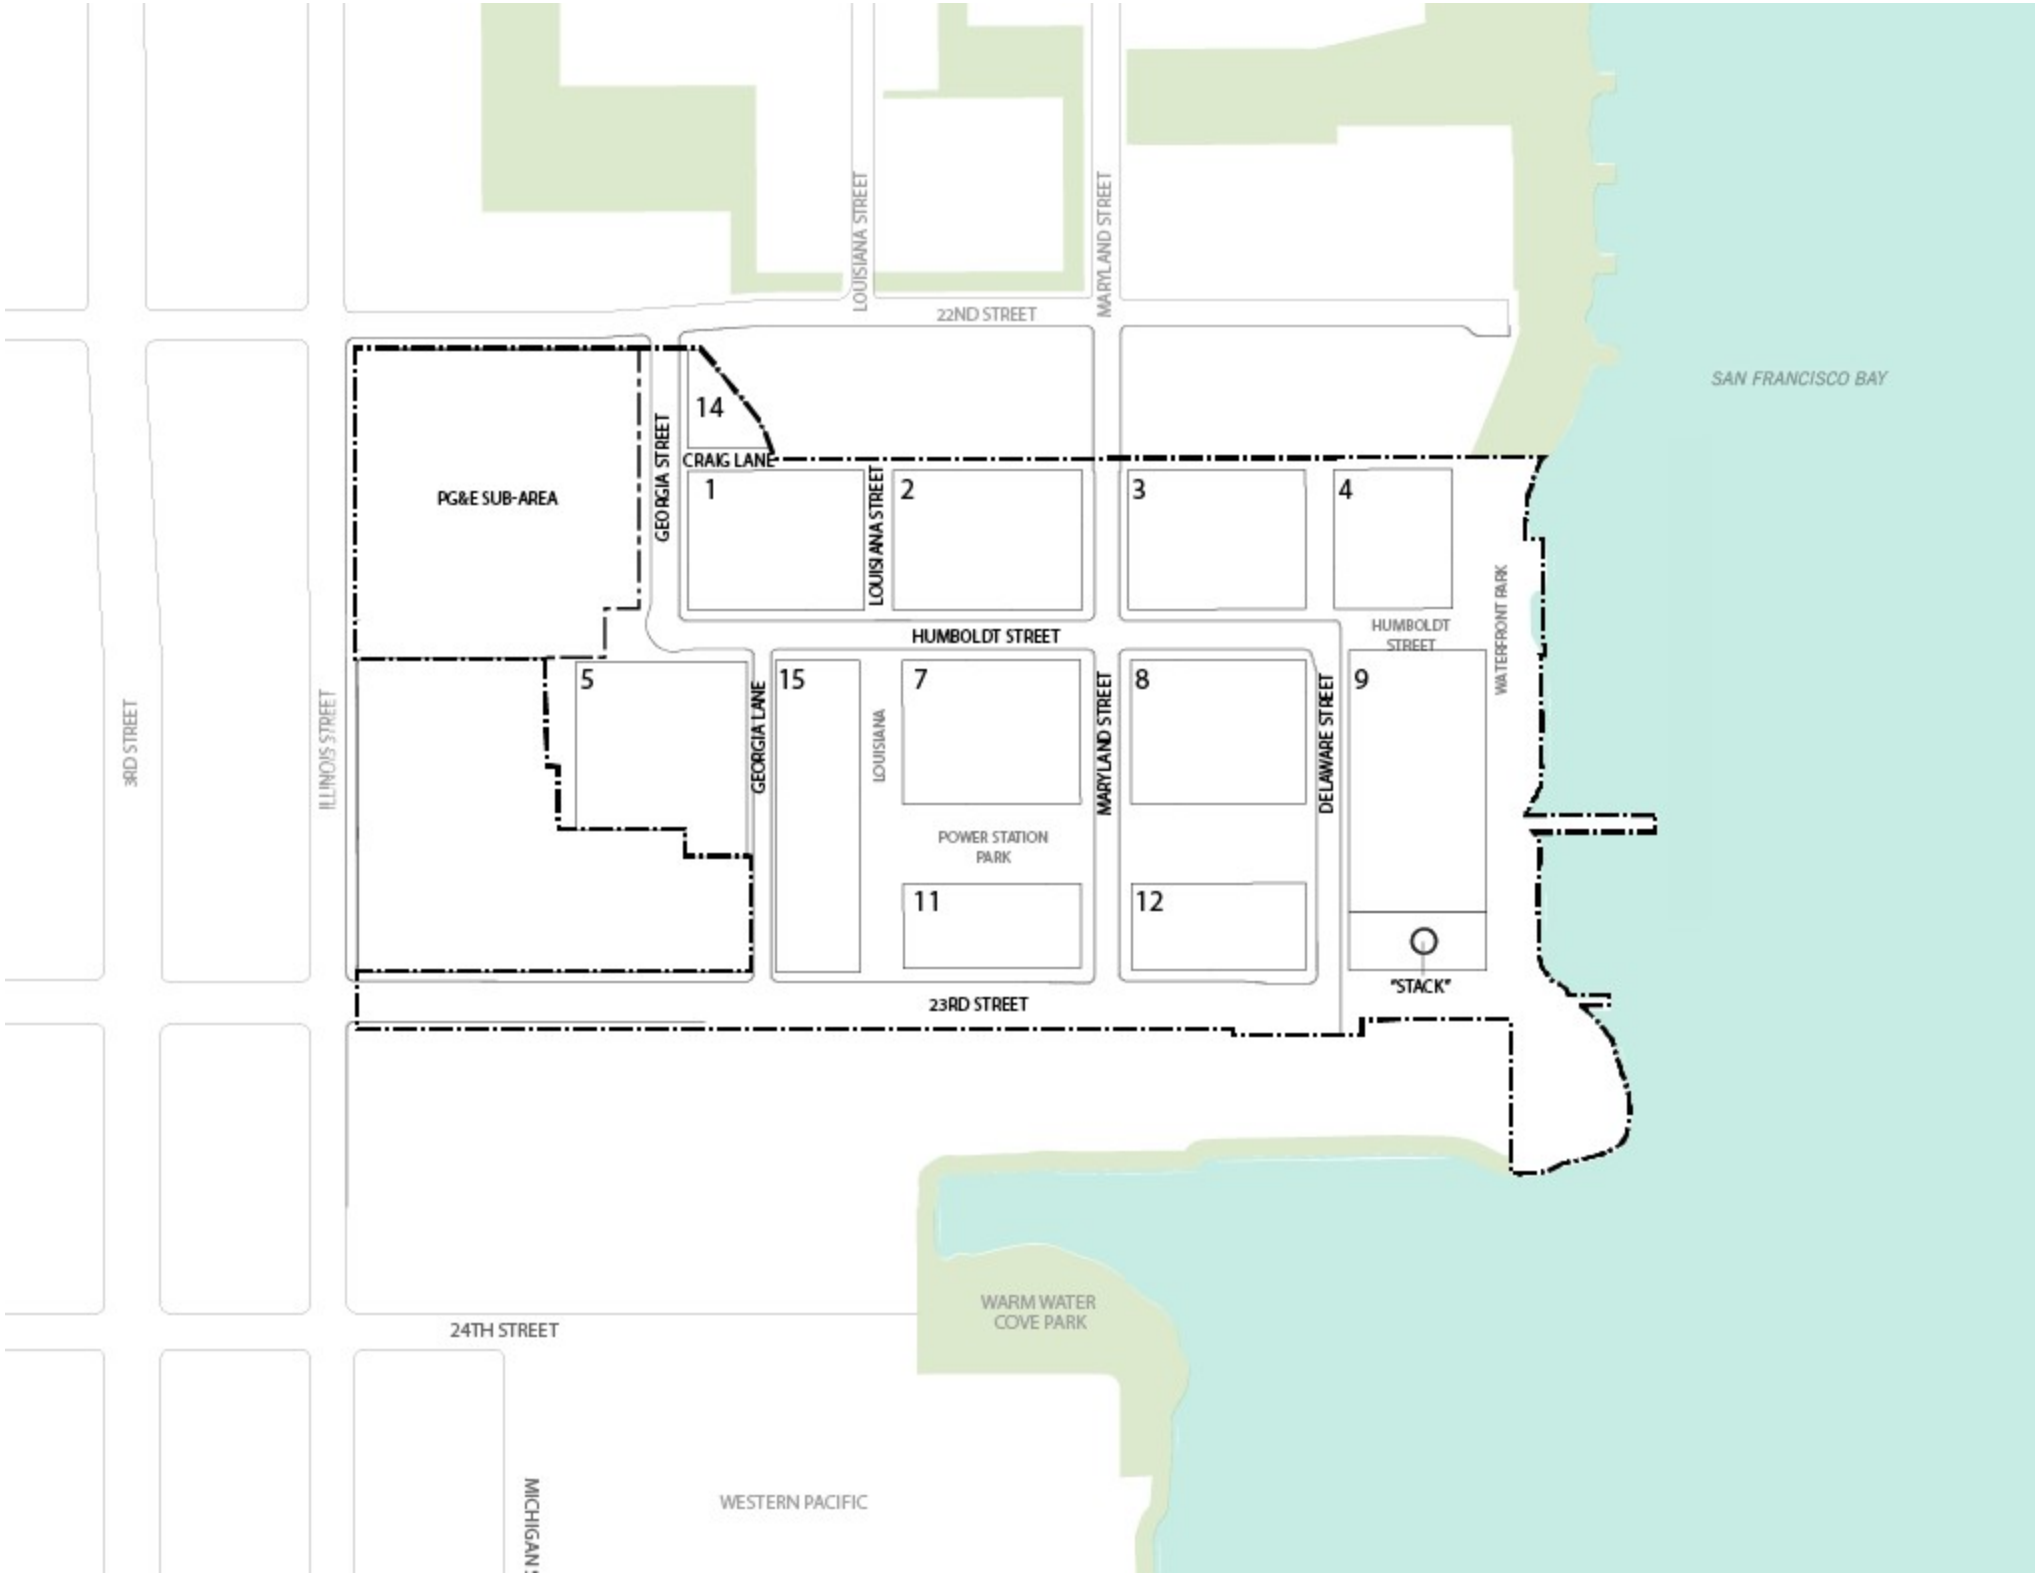 LOUISIANA STREET
MARYLAND STREET
22ND STREET
SAN FRANCISCO BAY
14
GEORGIA STREET
CRAIG LANE
PG&E SUB-AREA
1
LOUISIANA STREET
2
3
4
WATERFRONT PARK
HUMBOLDT STREET
HUMBOLDT
STREET
3RD STREET
ILLINOIS STREET
5
GEORGIA LANE
15
LOUISIANA
7
MARYLAND STREET
8
DELAWARE STREET
9
POWER STATION
PARK
11
12
"STACK"
23RD STREET
WARM WATER
COVE PARK
24TH STREET
MICHIGAN S
WESTERN PACIFIC